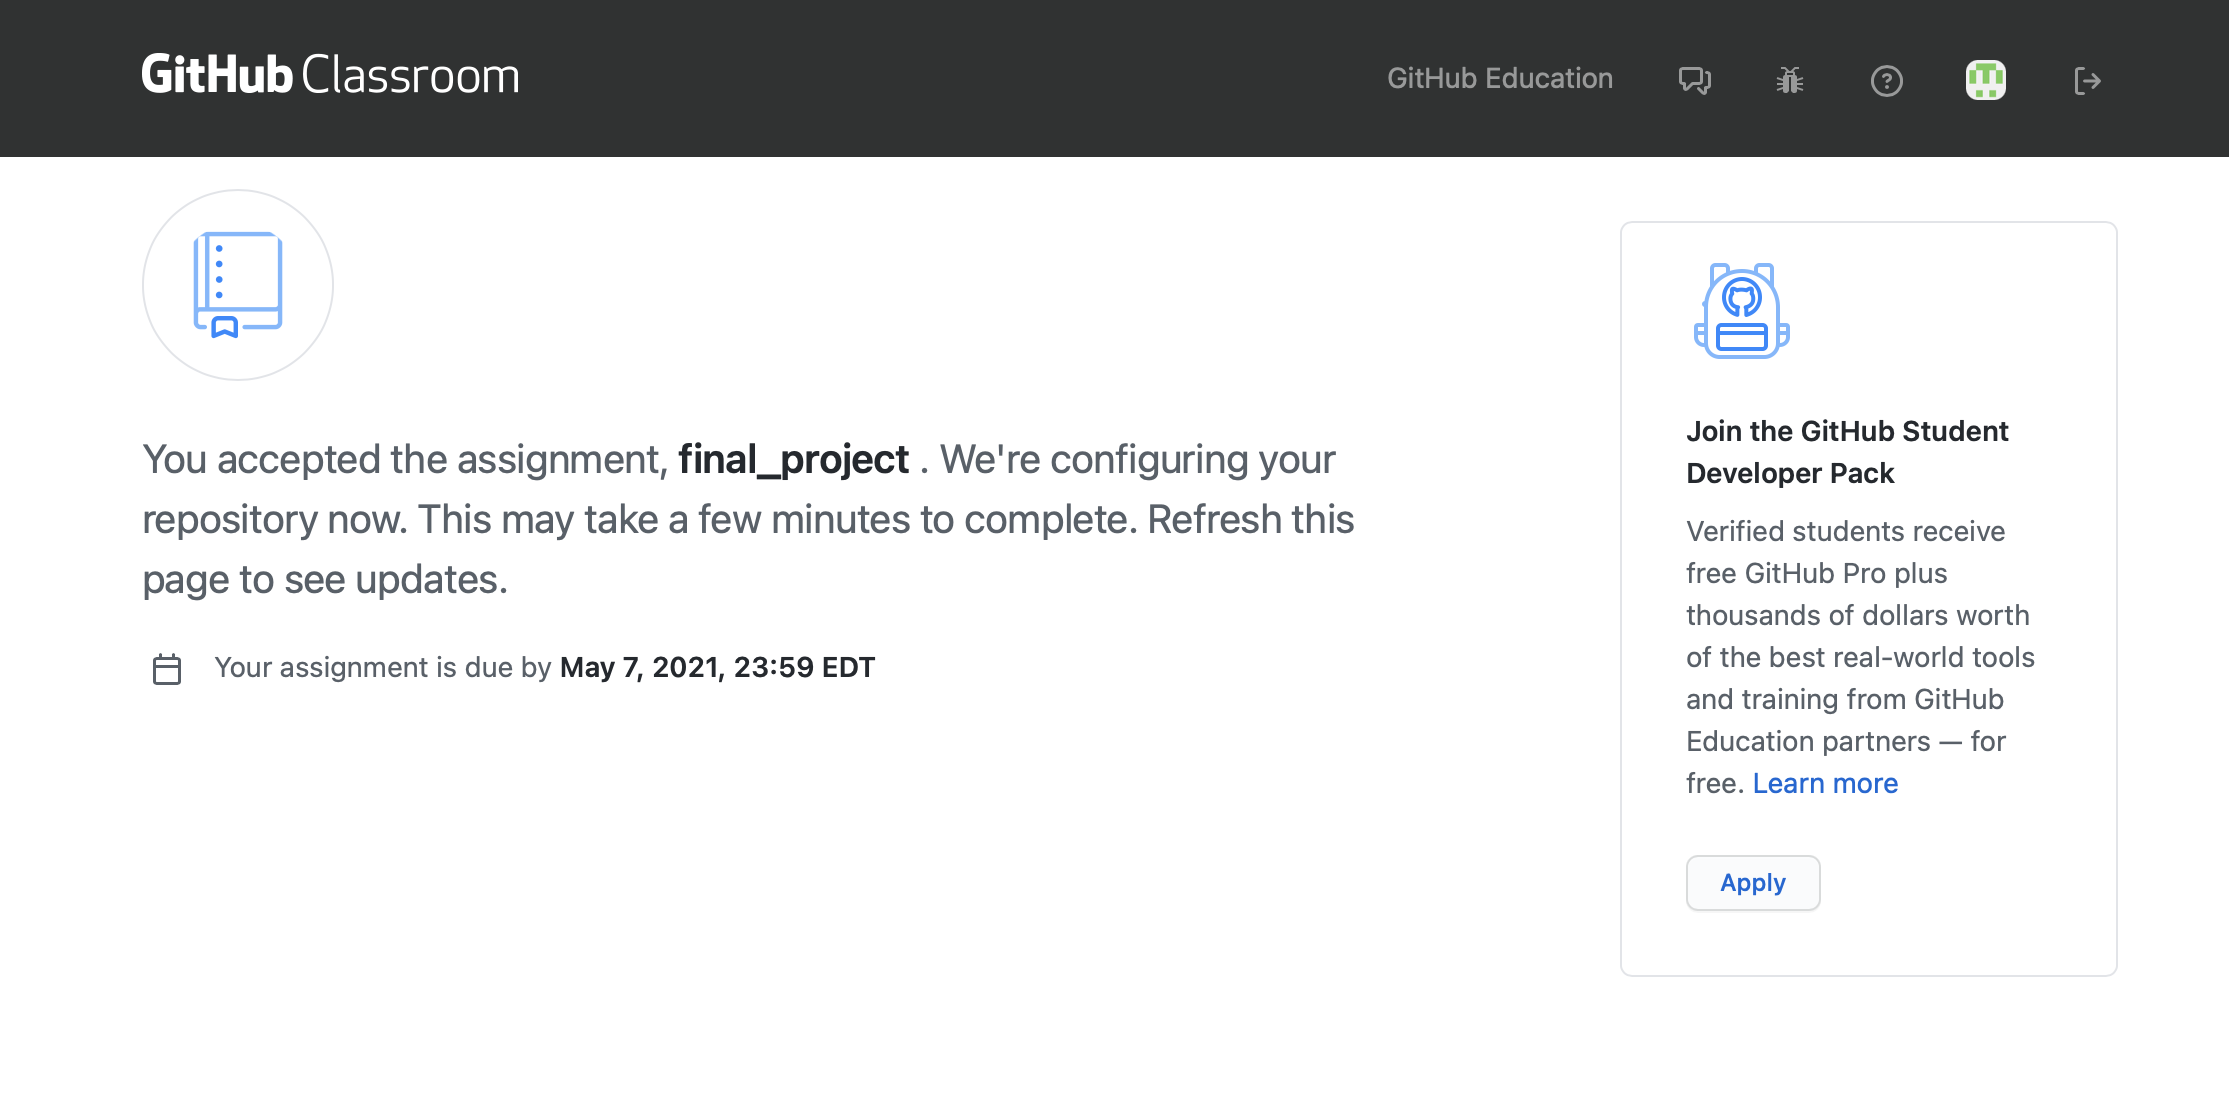 GitHub Classroom
GitHub Education
You accepted the assignment, final_project . We're configuring your
repository now. This may take a few minutes to complete. Refresh this
page to see updates.
Your assignment is due by May 7, 2021, 23:59 EDT
Join the GitHub Student
Developer Pack
Verified students receive
free GitHub Pro plus
thousands of dollars worth
of the best real-world tools
and training from GitHub
Education partners — for
free. Learn more
Apply